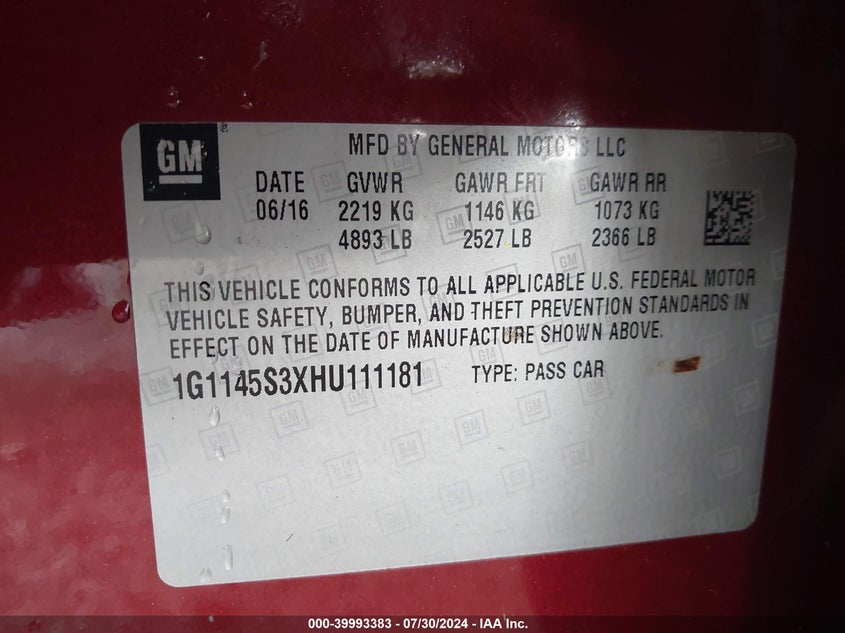 GM
MFD BY GENERAL MOTORS LLC
DATE GVWR GAWR FRT GAWR RR
06/16 2219 KG 1146 KG 1073 KG
4893 LB 2527 LB 2366 LB
THIS VEHICLE CONFORMS TO ALL APPLICABLE U.S. FEDERAL MOTOR
VEHICLE SAFETY, BUMPER, AND THEFT PREVENTION STANDARDS IN
EFFECT ON THE DATE OF MANUFACTURE SHOWN ABOVE.
1G1145S3XHU111181 TYPE: PASS CAR
000-39993383 / 07/30/2024 - IAA Inc.